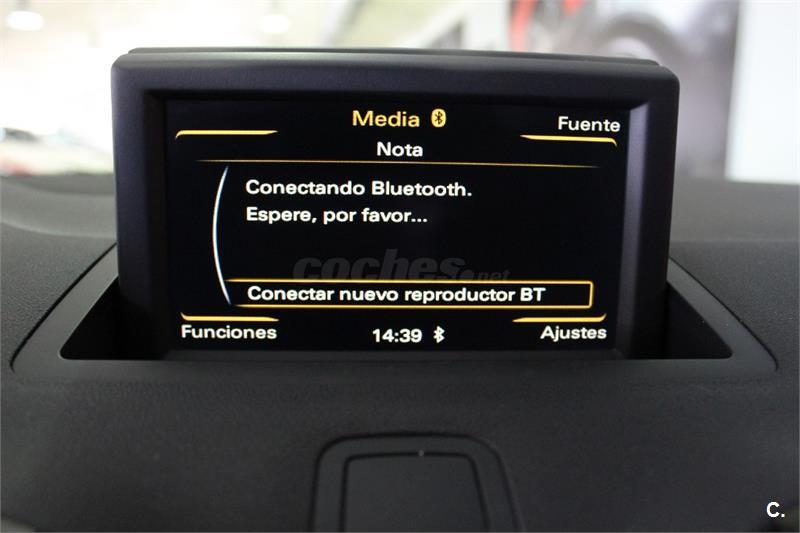 Media
Fuente
Nota
Conectando Bluetooth.
Espere, por favor...
coches.net
Conectar nuevo reproductor BT
Funciones
14:39
Ajustes
C.